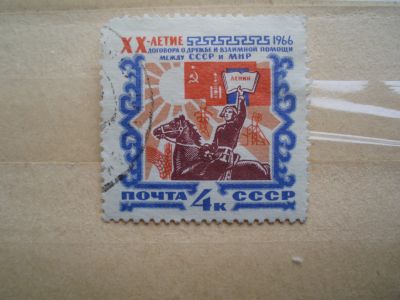 XX-ЛЕТИЕ 1966
ДОГОВОРА О ДРУЖБЕ И ВЗАИМНОЙ ПОМОЩИ
МЕЖДУ СССР И МНР
ЛЕНИН
ПОЧТА 4К СССР